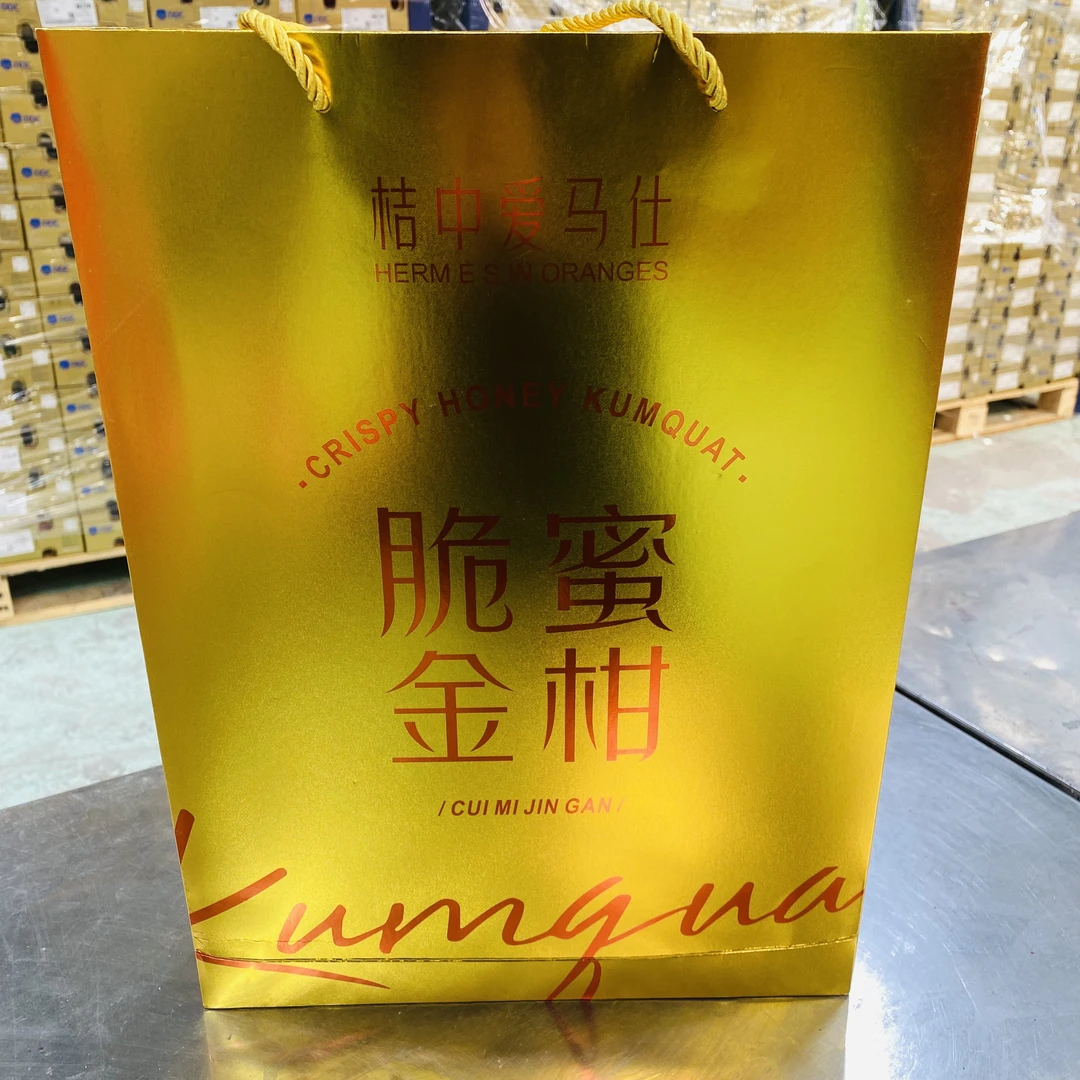 桔中爱马仕
HERMES IN ORANGES
·CRISPY HONEY KUMQUAT·
脆蜜
金柑
/ CUI MI JIN GAN /
Kumqua